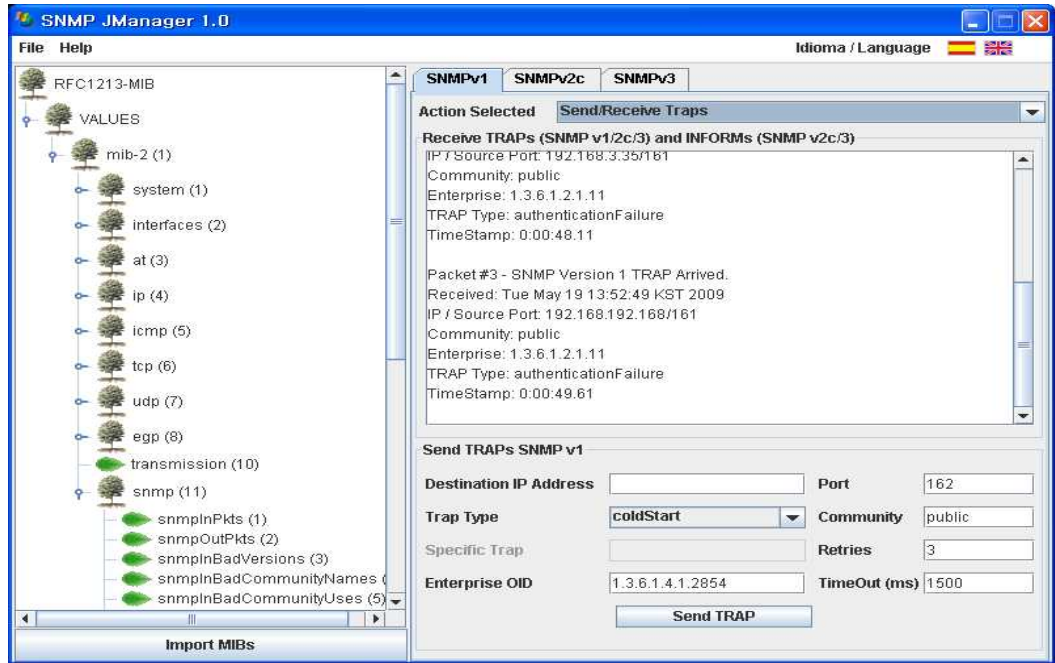 SNMP JManager 1.0
File Help
Idioma / Language
RFC1213-MIB
VALUES
mib-2 (1)
system (1)
interfaces (2)
at (3)
ip (4)
icmp (5)
tcp (6)
udp (7)
egp (8)
transmission (10)
snmp (11)
snmpInPkts (1)
snmpOutPkts (2)
snmpInBadVersions (3)
snmpInBadCommunityNames (
snmpInBadCommunityUses (5)
Import MIBs
SNMPv1 SNMPv2c SNMPv3
Action Selected Send/Receive Traps
Receive TRAPs (SNMP v1/2c/3) and INFORMs (SNMP v2c/3)
IP / Source Port: 192.168.3.35/161
Community: public
Enterprise: 1.3.6.1.2.1.11
TRAP Type: authenticationFailure
TimeStamp: 0:00:48.11
Packet #3 - SNMP Version 1 TRAP Arrived.
Received: Tue May 19 13:52:49 KST 2009
IP / Source Port: 192.168.192.168/161
Community: public
Enterprise: 1.3.6.1.2.1.11
TRAP Type: authenticationFailure
TimeStamp: 0:00:49.61
Send TRAPs SNMP v1
Destination IP Address Port 162
Trap Type coldStart Community public
Specific Trap Retries 3
Enterprise OID 1.3.6.1.4.1.2854 TimeOut (ms) 1500
Send TRAP